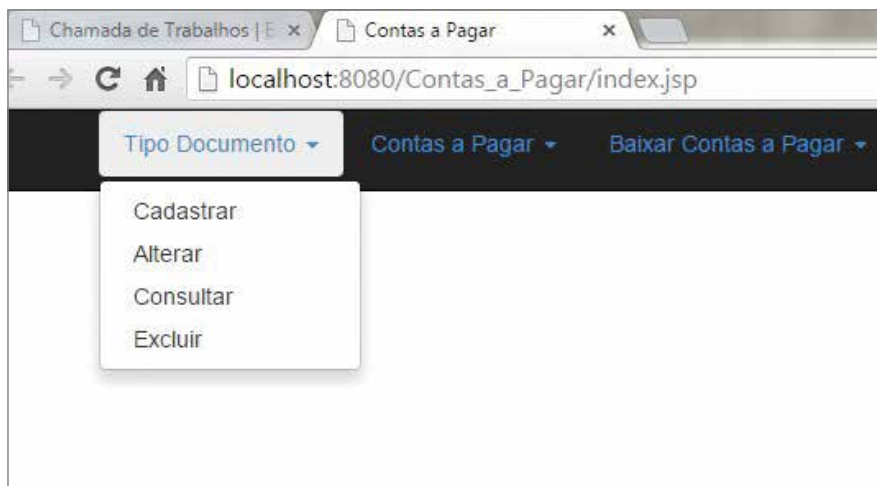 Chamada de Trabalhos | E
Contas a Pagar
localhost:8080/Contas_a_Pagar/index.jsp
Tipo Documento Contas a Pagar Baixar Contas a Pagar
Cadastrar
Alterar
Consultar
Excluir